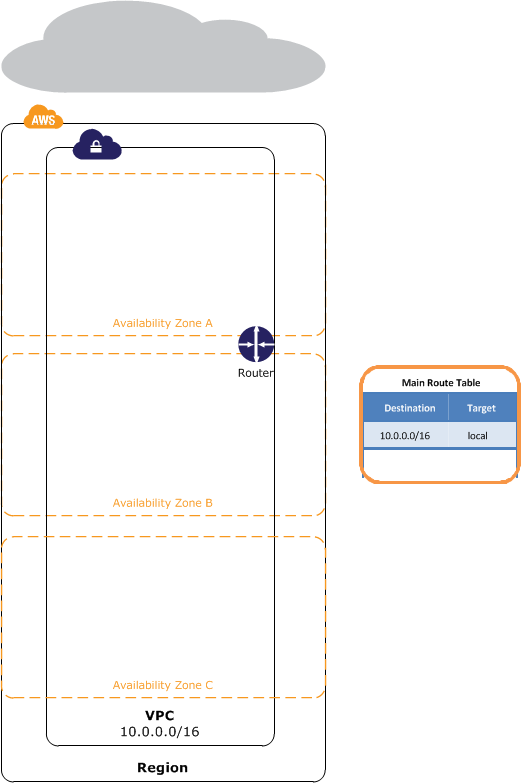 AWS
Availability Zone A
Router
Main Route Table
Destination Target
10.0.0.0/16 local
Availability Zone B
Availability Zone C
VPC
10.0.0.0/16
Region